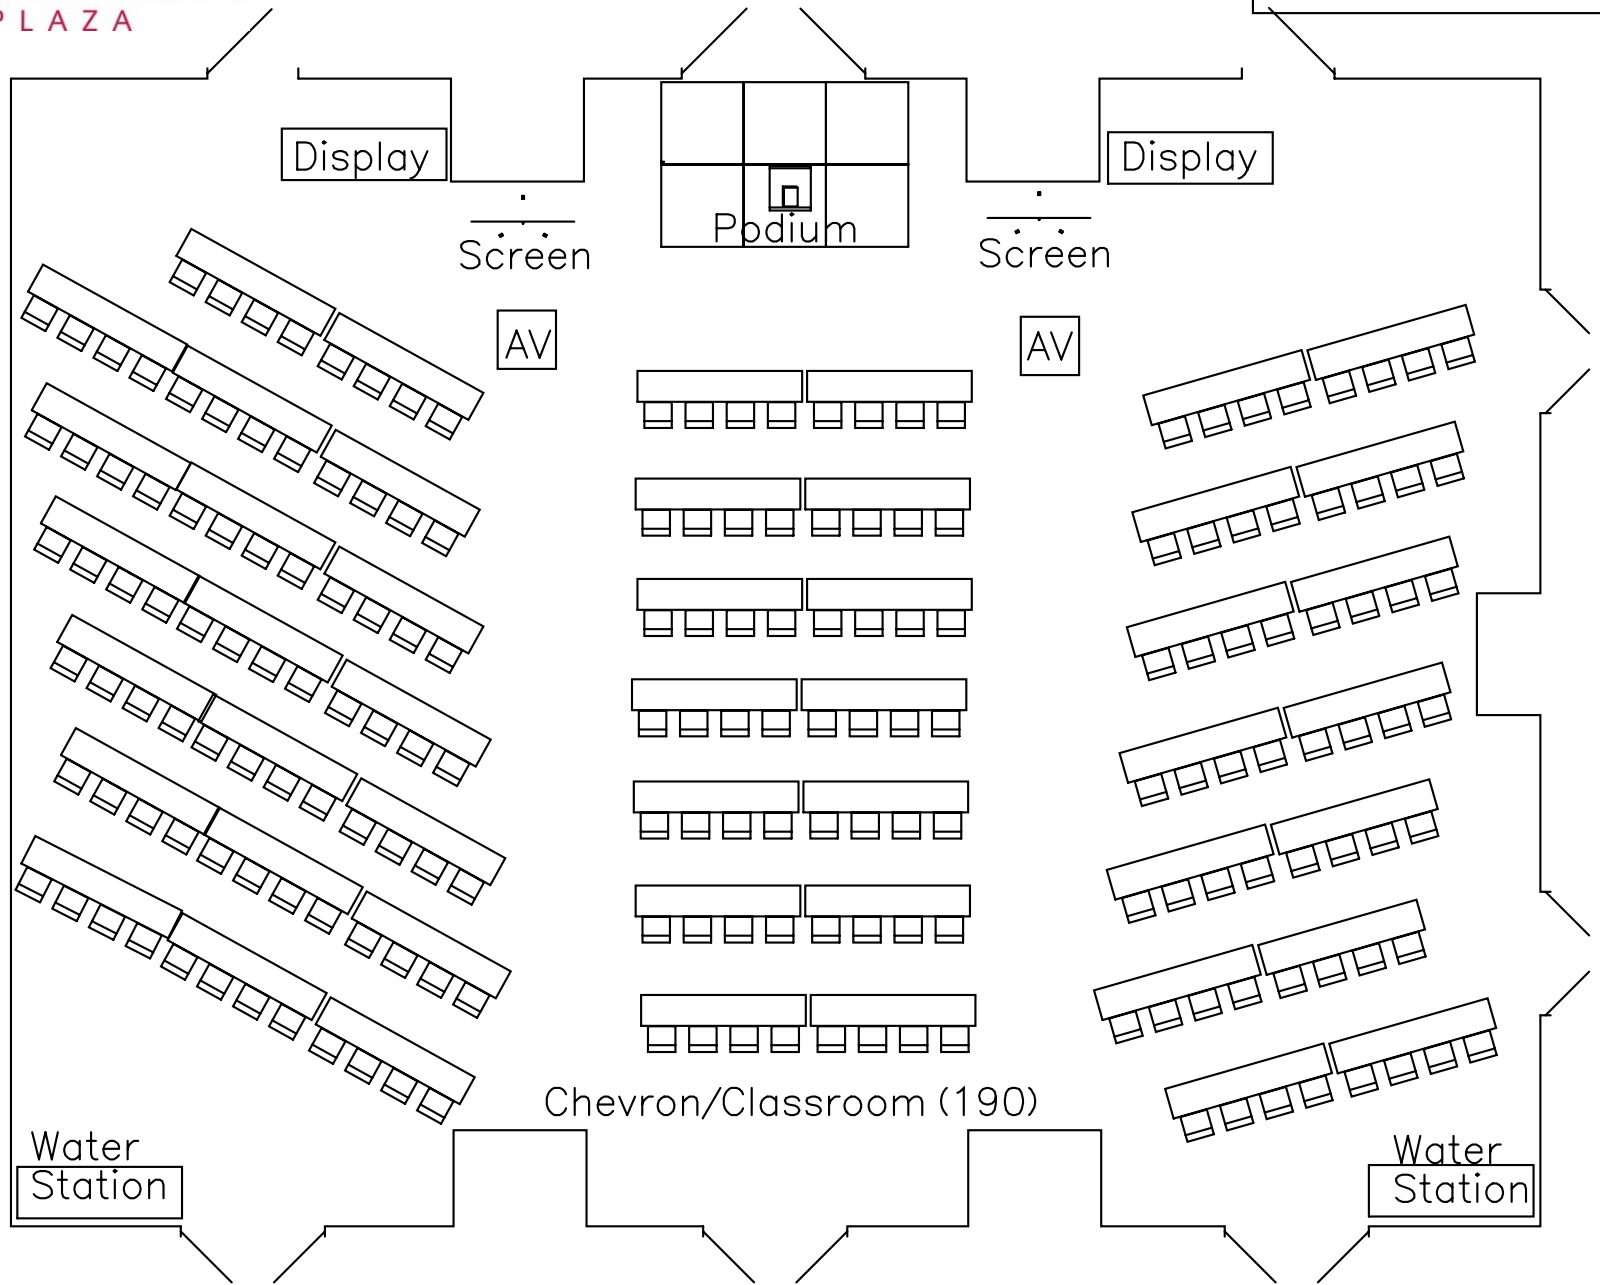 PLAZA
Display
Display
Podium
Screen
Screen
AV
AV
Chevron/Classroom (190)
Water
Station
Water
Station